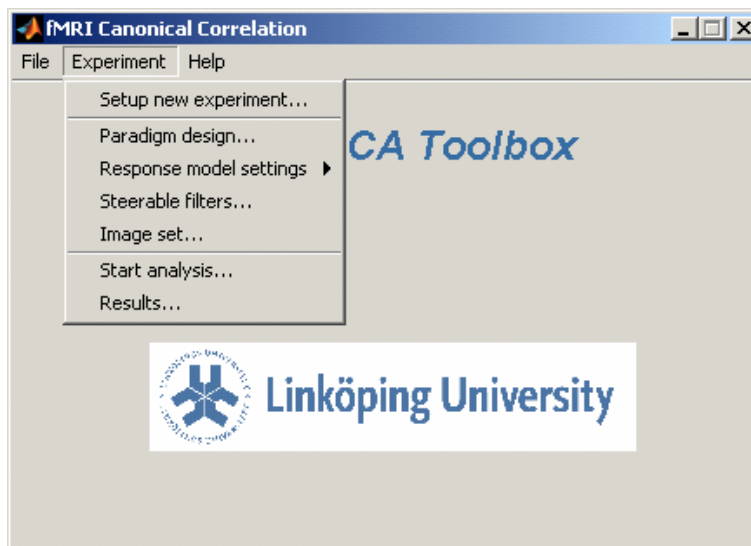 fMRI Canonical Correlation
File Experiment Help
Setup new experiment...
Paradigm design...
Response model settings
Steerable filters...
Image set...
Start analysis...
Results...
CA Toolbox
Linköping University